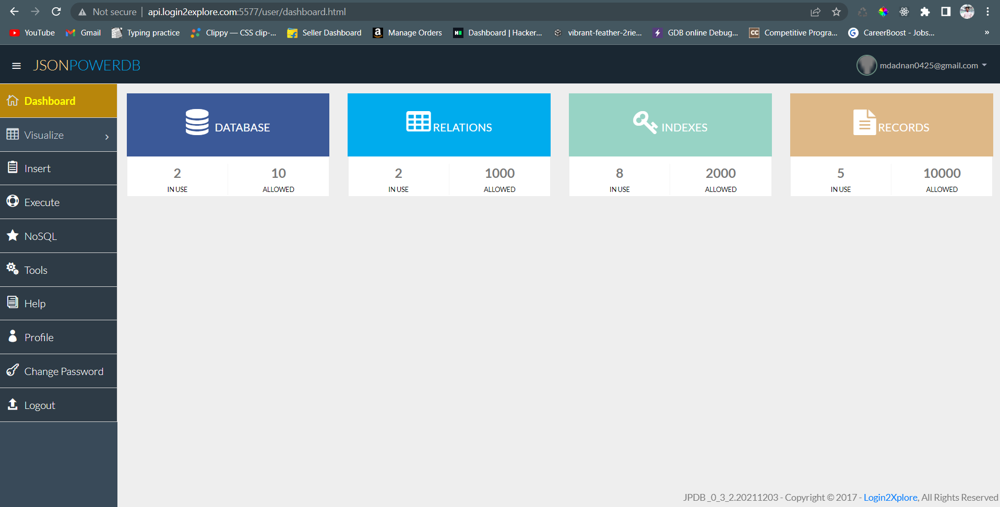 Not secure | api.login2explore.com:5577/user/dashboard.html
YouTube Gmail Typing practice Clippy — CSS clip-... Seller Dashboard Manage Orders Dashboard | Hacker... vibrant-feather-2rie... GDB online Debug... Competitive Progra... CareerBoost - Jobs... »
JSONPOWERDB
mdadnan0425@gmail.com
Dashboard
Visualize
Insert
Execute
NoSQL
Tools
Help
Profile
Change Password
Logout
DATABASE
2 10
IN USE ALLOWED
RELATIONS
2 1000
IN USE ALLOWED
INDEXES
8 2000
IN USE ALLOWED
RECORDS
5 10000
IN USE ALLOWED
JPDB_0_3_2.20211203 - Copyright © 2017 - Login2Xplore, All Rights Reserved